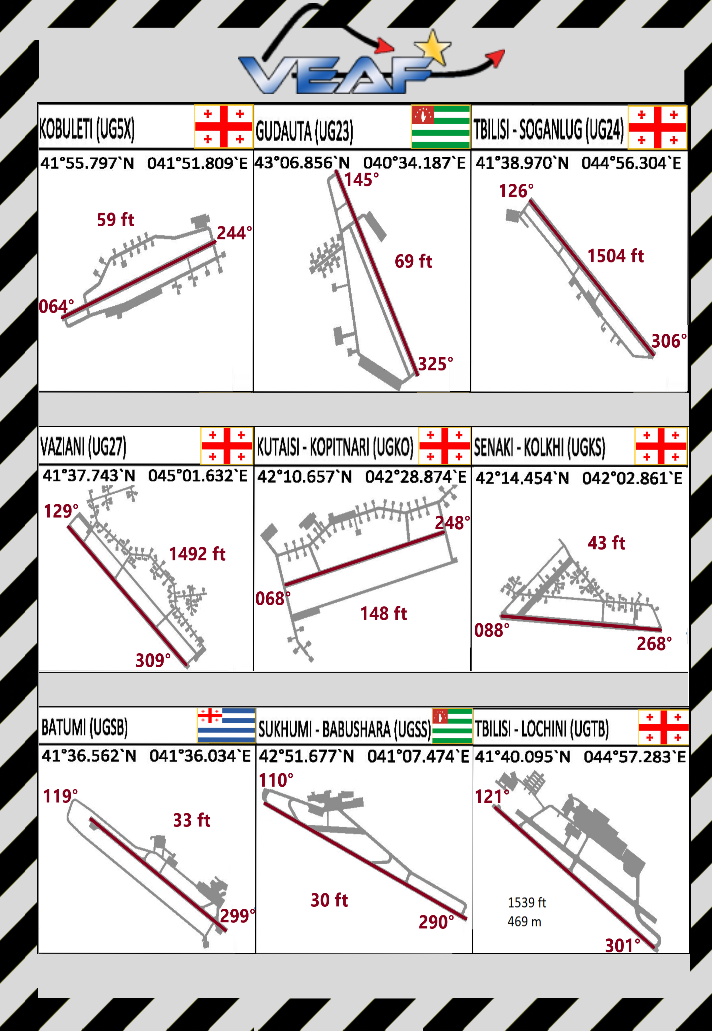 VEAF
KOBULETI (UG5X)
41°55.797`N 041°51.809`E
59 ft
244°
064°
GUDAUTA (UG23)
43°06.856`N 040°34.187`E
145°
69 ft
325°
TBILISI - SOGANLUG (UG24)
41°38.970`N 044°56.304`E
126°
1504 ft
306°
VAZIANI (UG27)
41°37.743`N 045°01.632`E
129°
1492 ft
309°
KUTAISI - KOPITNARI (UGKO)
42°10.657`N 042°28.874`E
248°
068°
148 ft
SENAKI - KOLKHI (UGKS)
42°14.454`N 042°02.861`E
43 ft
088°
268°
BATUMI (UGSB)
41°36.562`N 041°36.034`E
119°
33 ft
299°
SUKHUMI - BABUSHARA (UGSS)
42°51.677`N 041°07.474`E
110°
30 ft
290°
TBILISI - LOCHINI (UGTB)
41°40.095`N 044°57.283`E
121°
1539 ft
469 m
301°